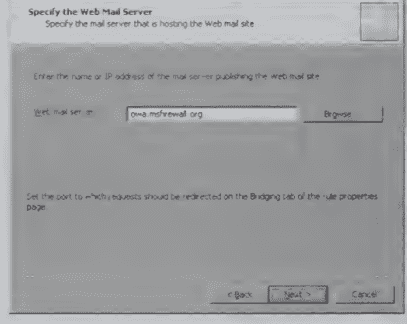 Specify the Web Mail Server
Specify the mail server that is hosting the Web mail site
Enter the name or IP address of the mail server publishing the Web mail site
Web mail server:
owa.msfirewall.org
Browse
Set the port to which requests should be redirected on the Bridging tab of the rule properties
page.
< Back
Next >
Cancel